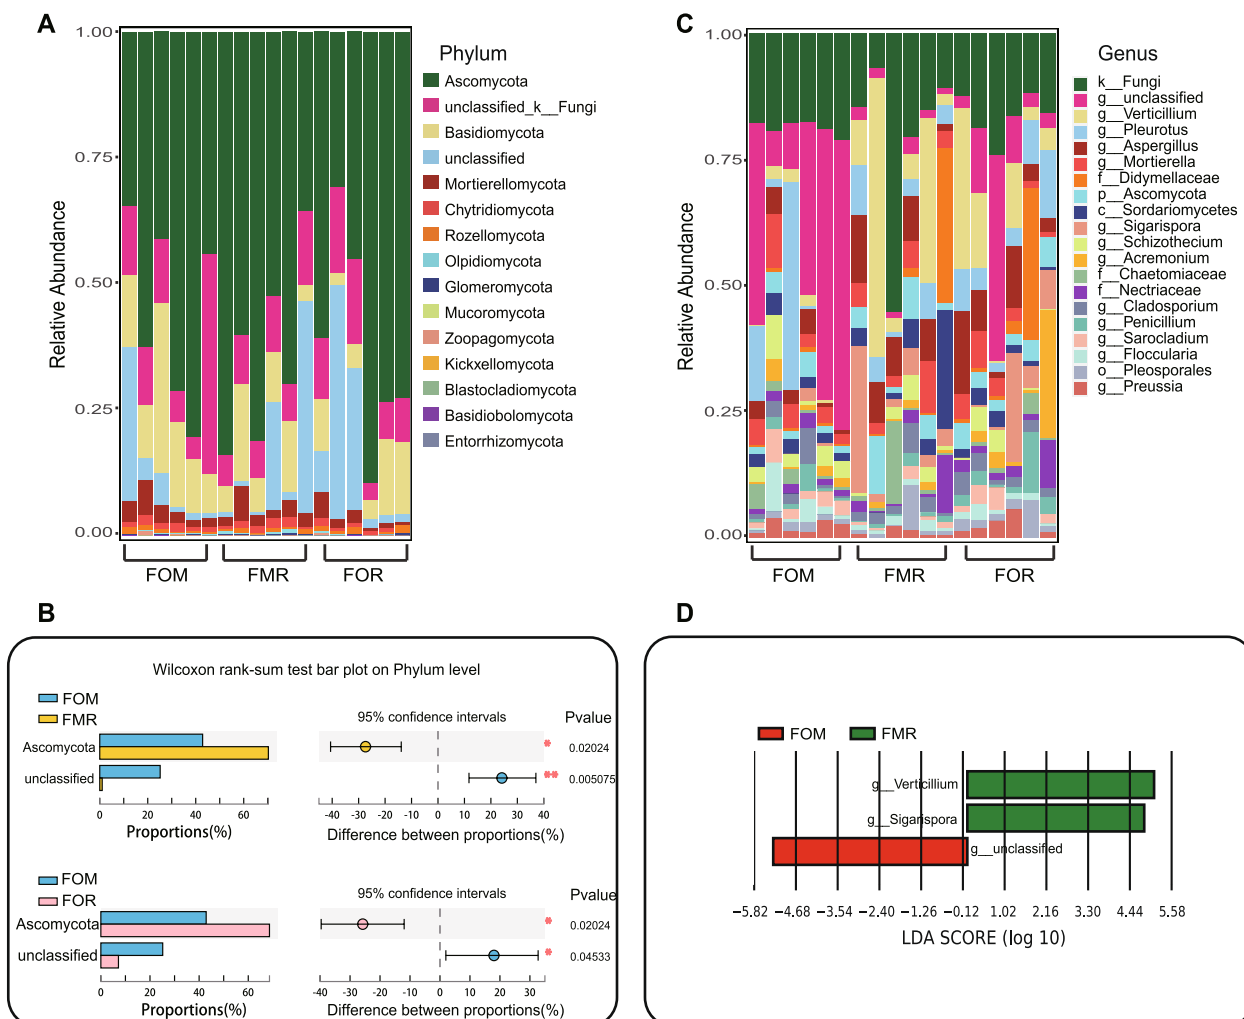 A
1.00
0.75
0.50
0.25
0.00
Relative Abundance
FOM
FMR
FOR
Phylum
Ascomycota
unclassified_k__Fungi
Basidiomycota
unclassified
Mortierellomycota
Chytridiomycota
Rozellomycota
Olpidiomycota
Glomeromycota
Mucoromycota
Zoopagomycota
Kickxellomycota
Blastocladiomycota
Basidiobolomycota
Entorrhizomycota
C
1.00
0.75
0.50
0.25
0.00
Relative Abundance
FOM
FMR
FOR
Genus
k__Fungi
g__unclassified
g__Verticillium
g__Pleurotus
g__Aspergillus
g__Mortierella
f__Didymellaceae
p__Ascomycota
c__Sordariomycetes
g__Sigarispora
g__Schizothecium
g__Acremonium
f__Chaetomiaceae
f__Nectriaceae
g__Cladosporium
g__Penicillium
g__Sarocladium
g__Floccularia
o__Pleosporales
g__Preussia
B
Wilcoxon rank-sum test bar plot on Phylum level
FOM
FMR
95% confidence intervals
Pvalue
Ascomycota
0.02024
unclassified
0.005075
0 20 40 60
Proportions(%)
-40 -30 -20 -10 0 10 20 30 40
Difference between proportions(%)
FOM
FOR
95% confidence intervals
Pvalue
Ascomycota
0.02024
unclassified
0.04533
0 20 40 60
Proportions(%)
-40 -30 -20 -10 0 10 20 30
Difference between proportions(%)
D
FOM
FMR
g__Verticillium
g__Sigarispora
g__unclassified
−5.82 −4.68 −3.54 −2.40 −1.26 −0.12 1.02 2.16 3.30 4.44 5.58
LDA SCORE (log 10)